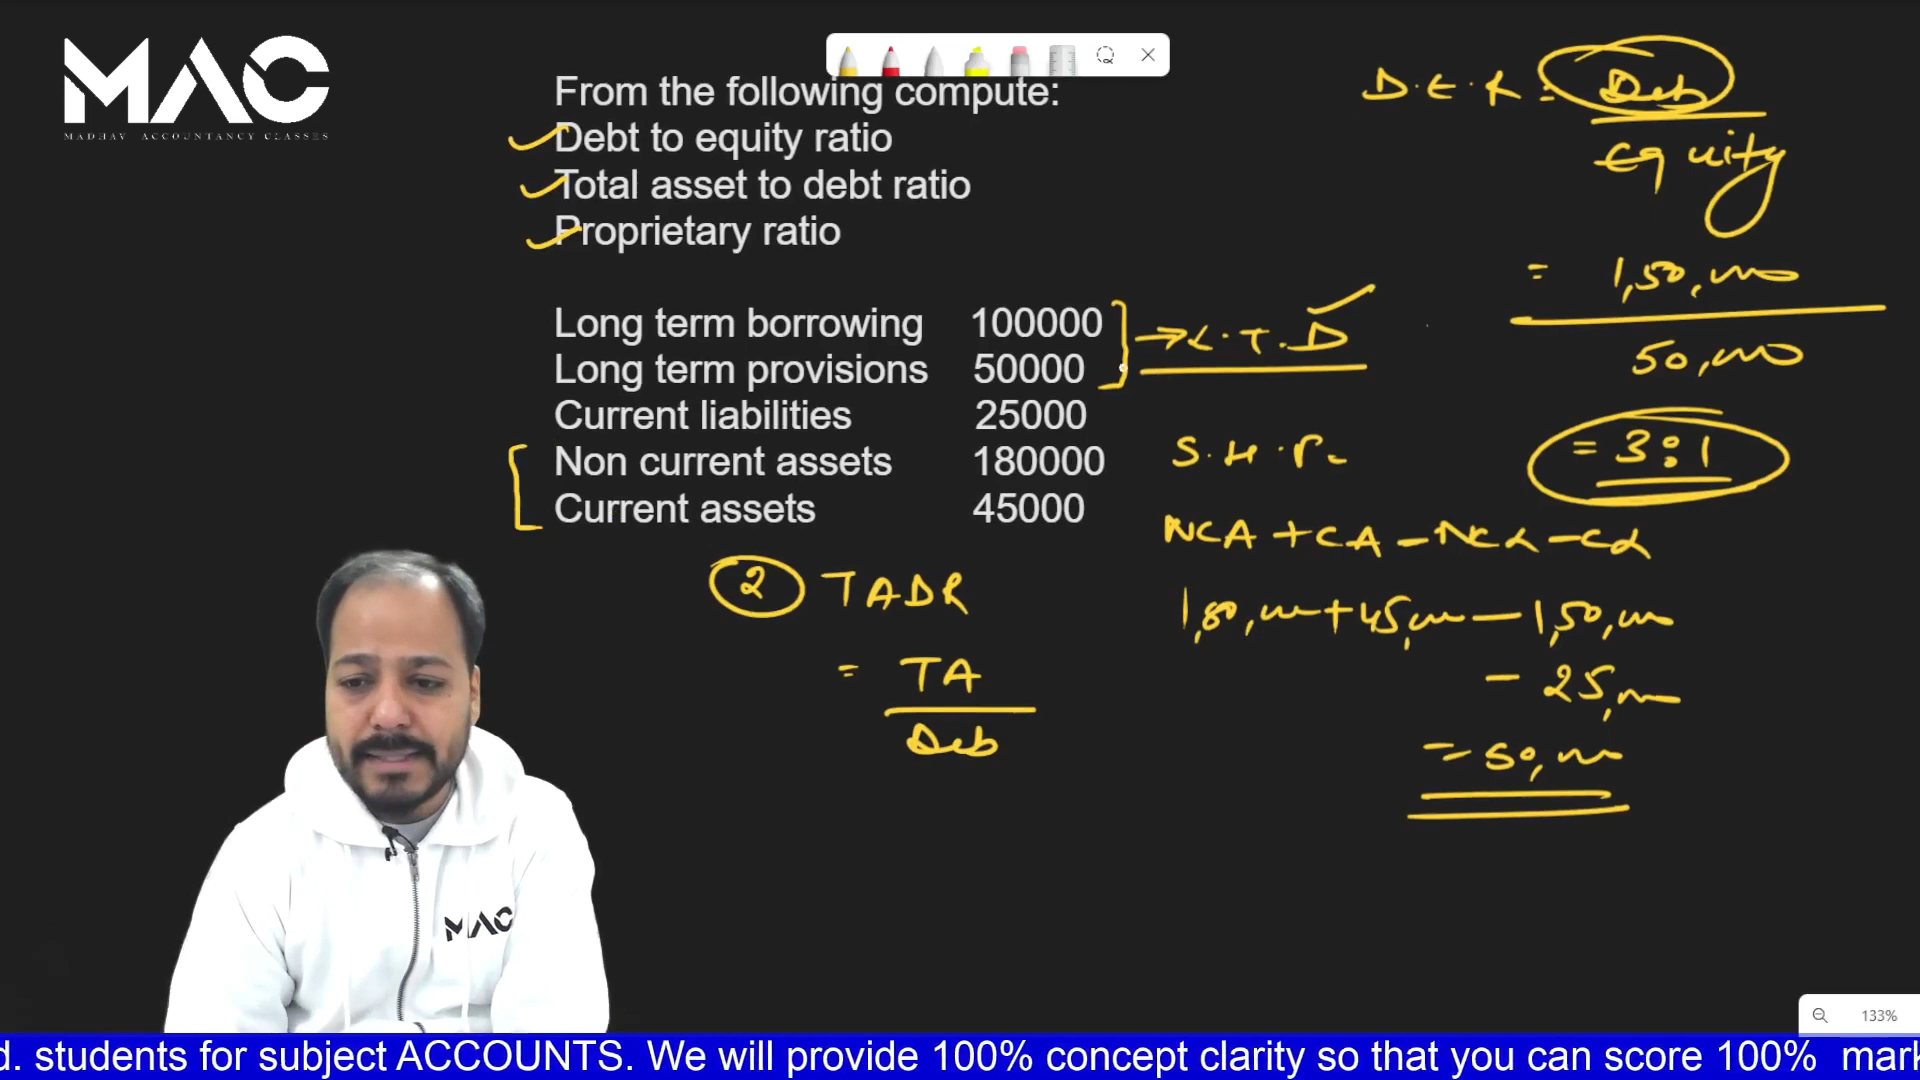 MAC
MADHAV ACCOUNTANCY CLASSES
From the following compute:
Debt to equity ratio
Total asset to debt ratio
Proprietary ratio
Long term borrowing 100000
Long term provisions 50000
Current liabilities 25000
Non current assets 180000
Current assets 45000
D.E.R = Deb
Equity
= 1,50,000
50,000
= 3:1
→ L.T.D
S.H.F =
NCA + CA - NCL - CL
1,80,000 + 45,000 - 1,50,000
- 25,000
= 50,000
2 TADR
= TA
Deb
MAC
133%
d. students for subject ACCOUNTS. We will provide 100% concept clarity so that you can score 100% mark